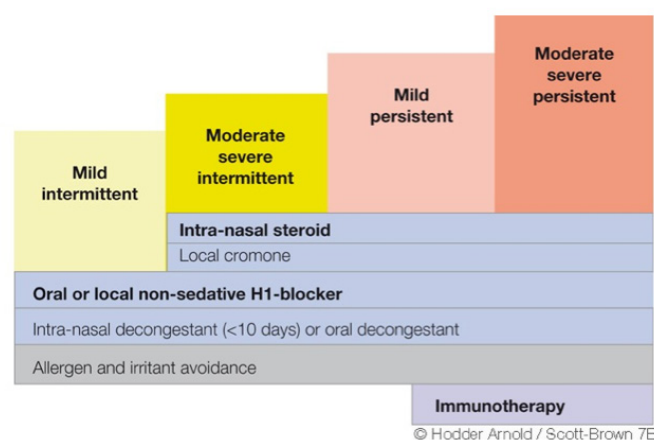 Mild
intermittent
Moderate
severe
intermittent
Mild
persistent
Moderate
severe
persistent
Intra-nasal steroid
Local cromone
Oral or local non-sedative H1-blocker
Intra-nasal decongestant (<10 days) or oral decongestant
Allergen and irritant avoidance
Immunotherapy
© Hodder Arnold / Scott-Brown 7E